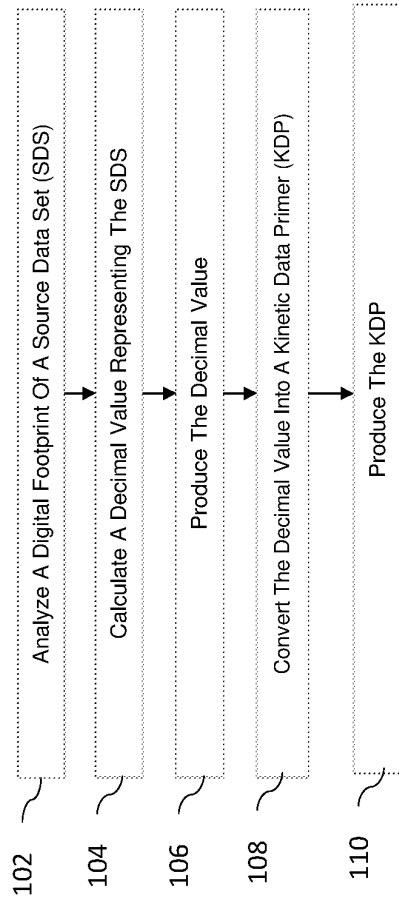 102
Analyze A Digital Footprint Of A Source Data Set (SDS)
104
Calculate A Decimal Value Representing The SDS
106
Produce The Decimal Value
108
Convert The Decimal Value Into A Kinetic Data Primer (KDP)
110
Produce The KDP